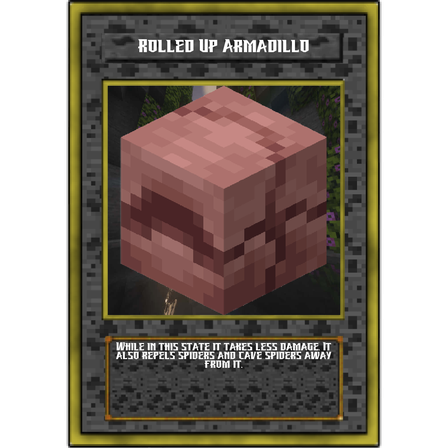 ROLLED UP ARMADILLO
WHILE IN THIS STATE IT TAKES LESS DAMAGE. IT
ALSO REPELS SPIDERS AND CAVE SPIDERS AWAY
FROM IT.